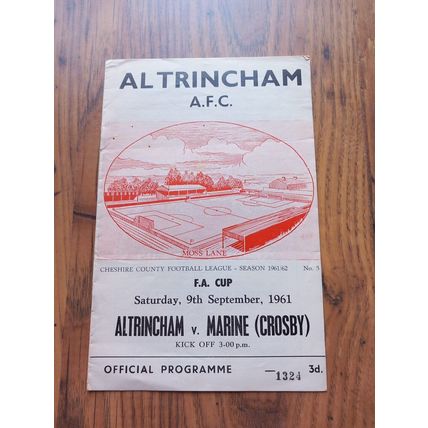 ALTRINCHAM
A.F.C.
MOSS LANE
CHESHIRE COUNTY FOOTBALL LEAGUE - SEASON 1961/62 No. 5
F.A. CUP
Saturday, 9th September, 1961
ALTRINCHAM v. MARINE (CROSBY)
KICK OFF 3-00 p.m.
OFFICIAL PROGRAMME —1324 3d.